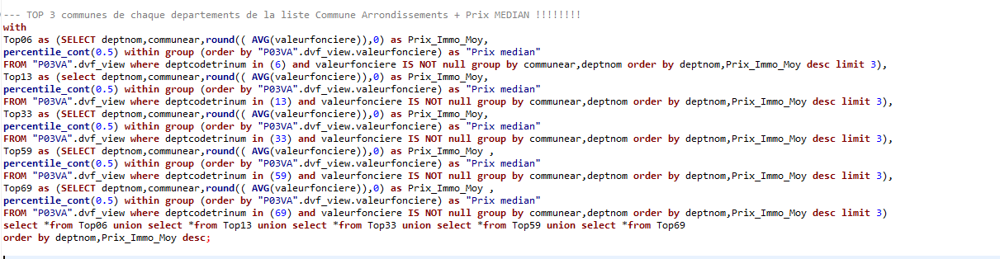 --- TOP 3 communes de chaque departements de la liste Commune Arrondissements + Prix MEDIAN !!!!!!!!
with
Top06 as (SELECT deptnom,communear,round(( AVG(valeurfonciere)),0) as Prix_Immo_Moy,
percentile_cont(0.5) within group (order by "P03VA".dvf_view.valeurfonciere) as "Prix median"
FROM "P03VA".dvf_view where deptcodetrinum in (6) and valeurfonciere IS NOT null group by communear,deptnom order by deptnom,Prix_Immo_Moy desc limit 3),
Top13 as (select deptnom,communear,round(( AVG(valeurfonciere)),0) as Prix_Immo_Moy,
percentile_cont(0.5) within group (order by "P03VA".dvf_view.valeurfonciere) as "Prix median"
FROM "P03VA".dvf_view where deptcodetrinum in (13) and valeurfonciere IS NOT null group by communear,deptnom order by deptnom,Prix_Immo_Moy desc limit 3),
Top33 as (SELECT deptnom,communear,round(( AVG(valeurfonciere)),0) as Prix_Immo_Moy,
percentile_cont(0.5) within group (order by "P03VA".dvf_view.valeurfonciere) as "Prix median"
FROM "P03VA".dvf_view where deptcodetrinum in (33) and valeurfonciere IS NOT null group by communear,deptnom order by deptnom,Prix_Immo_Moy desc limit 3),
Top59 as (SELECT deptnom,communear,round(( AVG(valeurfonciere)),0) as Prix_Immo_Moy ,
percentile_cont(0.5) within group (order by "P03VA".dvf_view.valeurfonciere) as "Prix median"
FROM "P03VA".dvf_view where deptcodetrinum in (59) and valeurfonciere IS NOT null group by communear,deptnom order by deptnom,Prix_Immo_Moy desc limit 3),
Top69 as (SELECT deptnom,communear,round(( AVG(valeurfonciere)),0) as Prix_Immo_Moy ,
percentile_cont(0.5) within group (order by "P03VA".dvf_view.valeurfonciere) as "Prix median"
FROM "P03VA".dvf_view where deptcodetrinum in (69) and valeurfonciere IS NOT null group by communear,deptnom order by deptnom,Prix_Immo_Moy desc limit 3)
select *from Top06 union select *from Top13 union select *from Top33 union select *from Top59 union select *from Top69
order by deptnom,Prix_Immo_Moy desc;